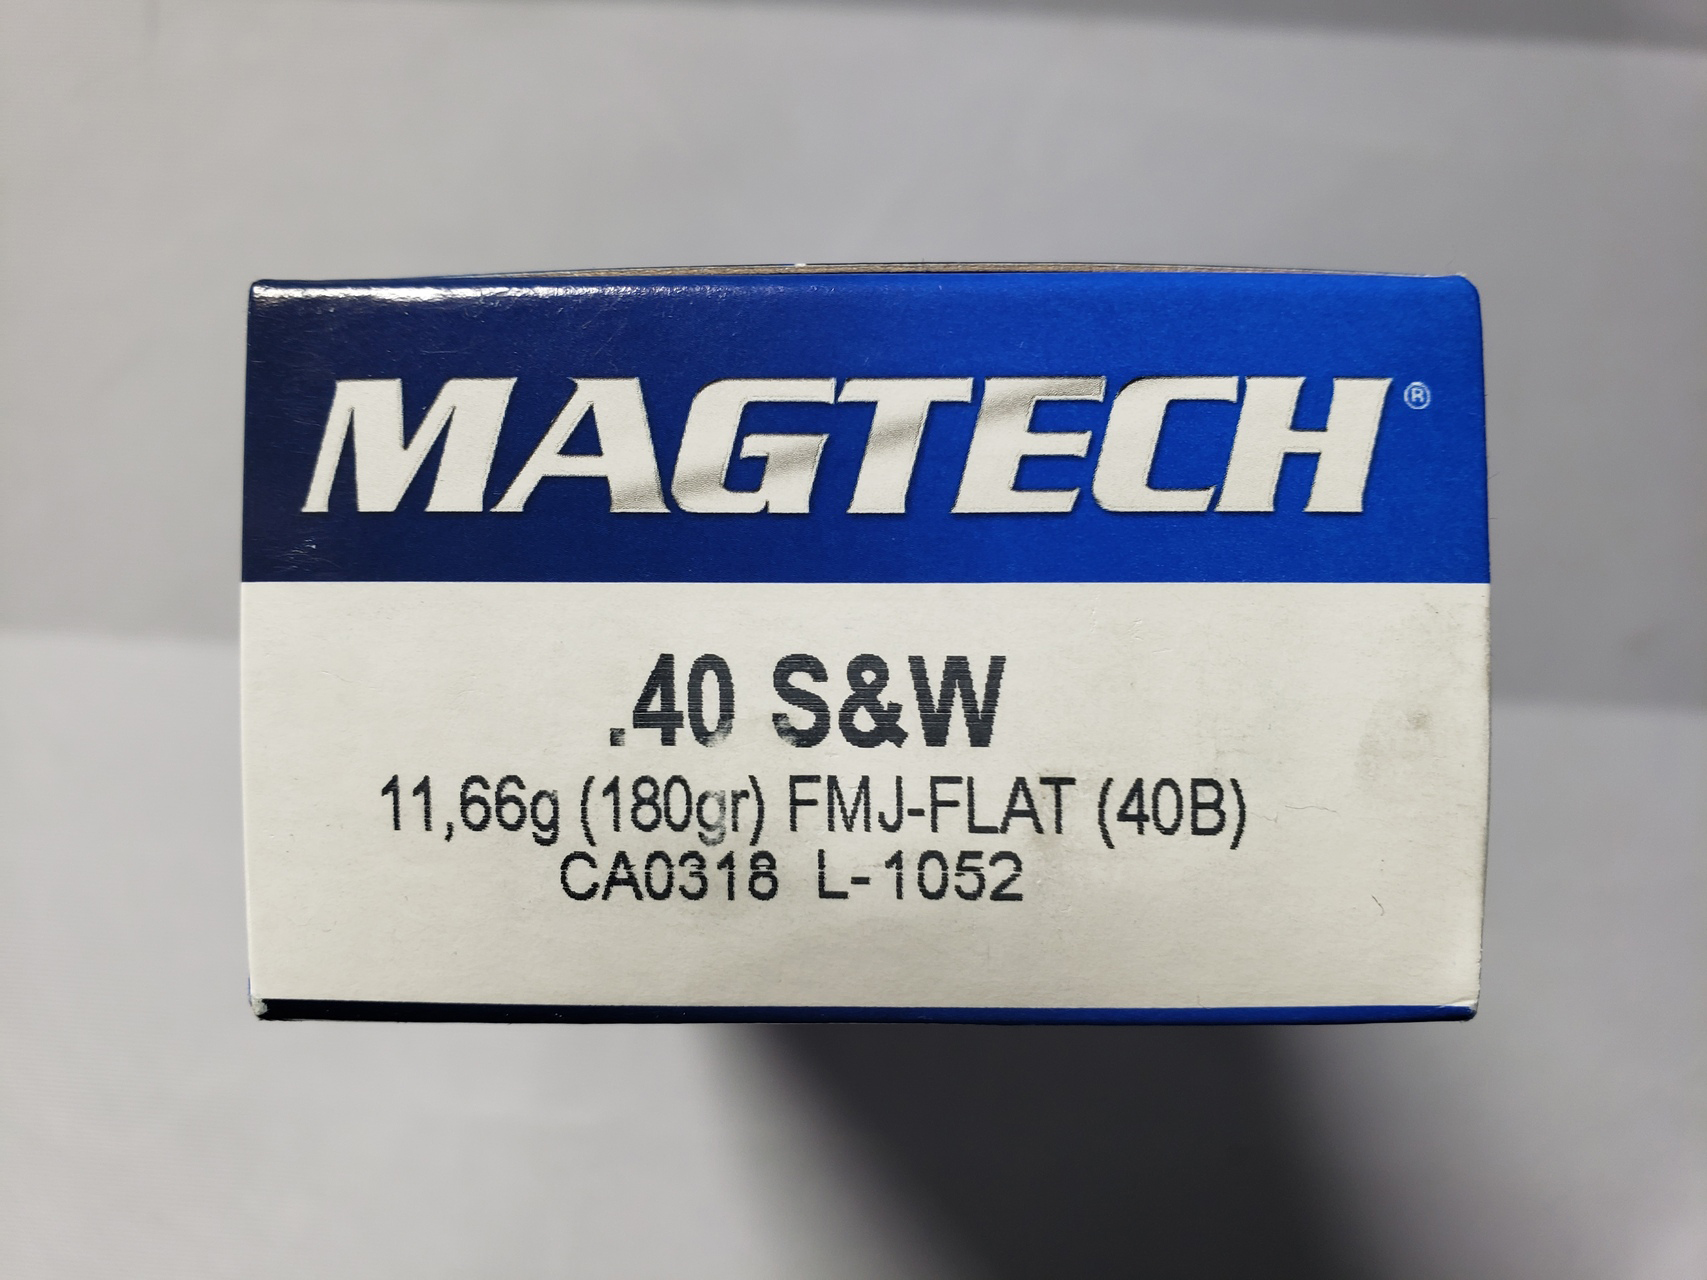 MAGTECH®
.40 S&W
11,66g (180gr) FMJ-FLAT (40B)
CA0318 L-1052